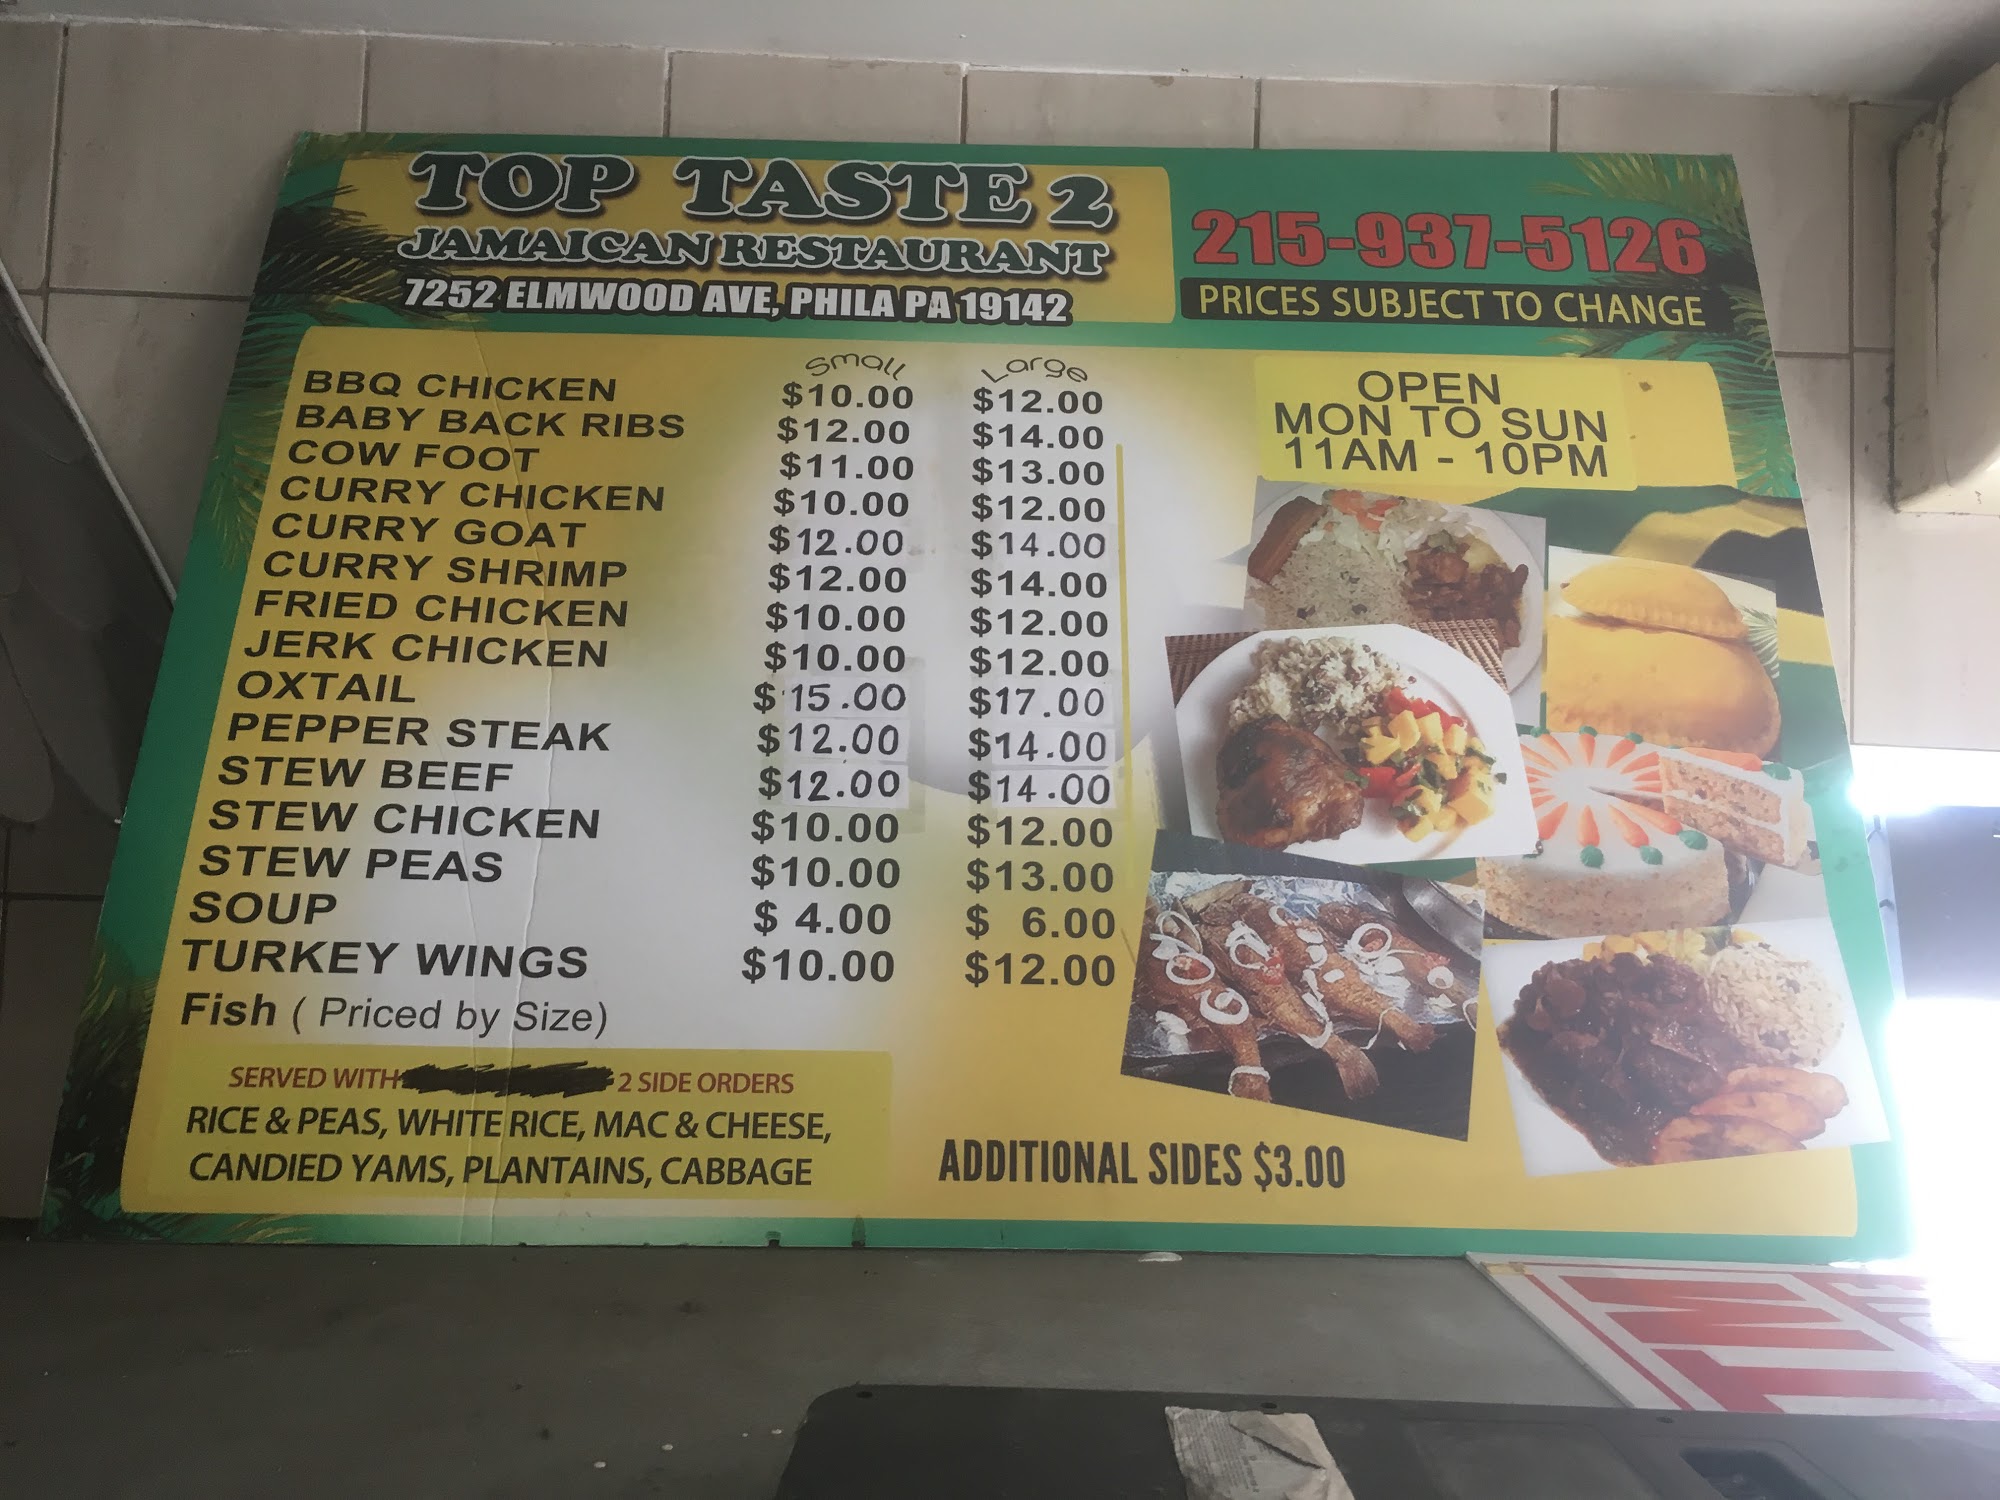 TOP TASTE 2
JAMAICAN RESTAURANT
7252 ELMWOOD AVE, PHILA PA 19142
215-937-5126
PRICES SUBJECT TO CHANGE
Small Large
BBQ CHICKEN $10.00 $12.00
BABY BACK RIBS $12.00 $14.00
COW FOOT $11.00 $13.00
CURRY CHICKEN $10.00 $12.00
CURRY GOAT $12.00 $14.00
CURRY SHRIMP $12.00 $14.00
FRIED CHICKEN $10.00 $12.00
JERK CHICKEN $10.00 $12.00
OXTAIL $15.00 $17.00
PEPPER STEAK $12.00 $14.00
STEW BEEF $12.00 $14.00
STEW CHICKEN $10.00 $12.00
STEW PEAS $10.00 $13.00
SOUP $ 4.00 $ 6.00
TURKEY WINGS $10.00 $12.00
Fish ( Priced by Size)
OPEN
MON TO SUN
11AM - 10PM
SERVED WITH 2 SIDE ORDERS
RICE & PEAS, WHITE RICE, MAC & CHEESE,
CANDIED YAMS, PLANTAINS, CABBAGE
ADDITIONAL SIDES $3.00